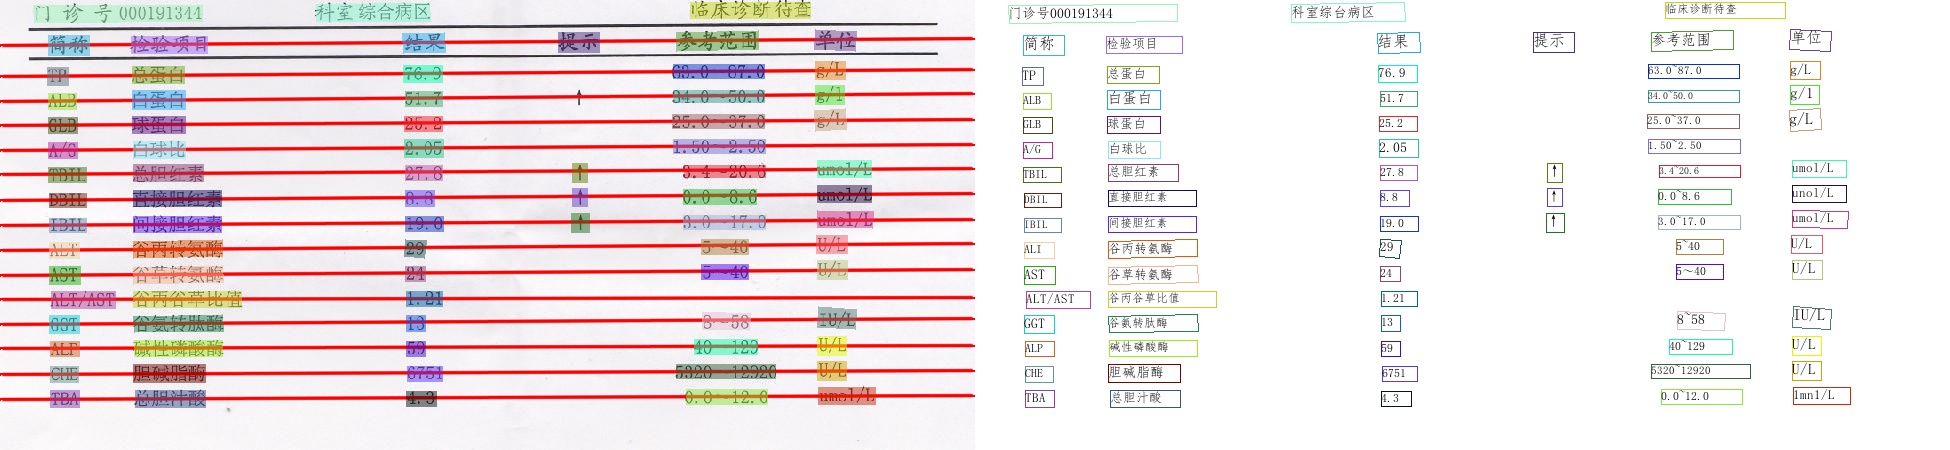 门诊号000191344 科室综合病区 临床诊断待查
简称 检验项目 结果 提示 参考范围 单位
TP 总蛋白 76.9 63.0~87.0 g/L
ALB 白蛋白 51.7 ↑ 34.0~50.0 g/l
GLB 球蛋白 25.2 25.0~37.0 g/L
A/G 白球比 2.05 1.50~2.50
TBIL 总胆红素 27.8 ↑ 3.4~20.6 umol/L
DBIL 直接胆红素 8.8 ↑ 0.0~8.6 umol/L
IBIL 间接胆红素 19.0 ↑ 3.0~17.0 umol/L
ALT 谷丙转氨酶 29 5~40 U/L
AST 谷草转氨酶 24 5~40 U/L
ALT/AST 谷丙谷草比值 1.21
GGT 谷氨转肽酶 13 8~58 IU/L
ALP 碱性磷酸酶 59 40~129 U/L
CHE 胆碱脂酶 6751 5320~12920 U/L
TBA 总胆汁酸 4.3 0.0~12.0 umol/L
门诊号000191344 科室综台病区 临床诊断待查
简称 检验项目 结果 提示 参考范围 单位
TP 总蛋白 76.9 63.0~87.0 g/L
ALB 白蛋白 51.7 34.0~50.0 g/1
GLB 球蛋白 25.2 25.0~37.0 g/L
A/G 白球比 2.05 1.50~2.50
TBIL 总胆红素 27.8 ↑ 3.4~20.6 umol/L
DBIL 直接胆红素 8.8 ↑ 0.0~8.6 unol/L
IBIL 间接胆红素 19.0 ↑ 3.0~17.0 umol/L
ALI 谷丙转氨酶 29 5~40 U/L
AST 谷草转氨酶 24 5～40 U/L
ALT/AST 谷丙谷草比值 1.21
GGT 谷氨转肽酶 13 8~58 IU/L
ALP 碱性磷酸酶 59 40~129 U/L
CHE 胆碱脂酶 6751 5320~12920 U/L
TBA 总胆汁酸 4.3 0.0~12.0 1mn1/L